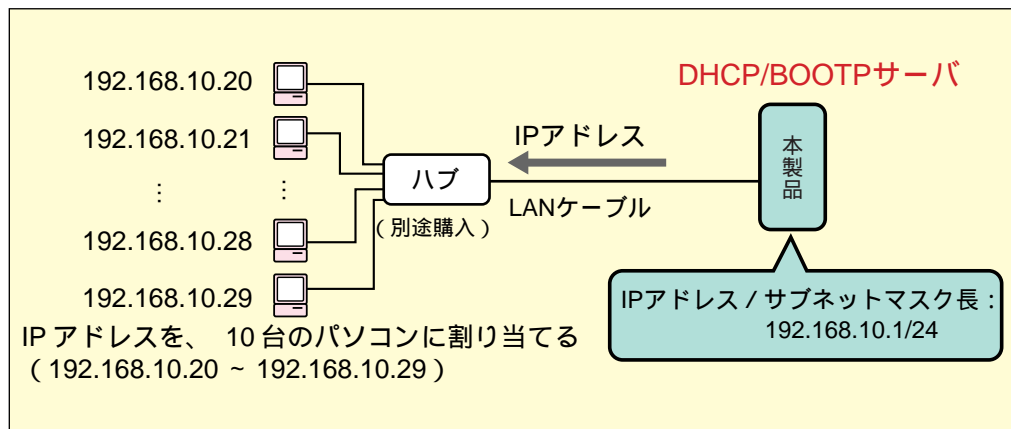 DHCP/BOOTPサーバ
192.168.10.20
192.168.10.21
⋮ ⋮
192.168.10.28
192.168.10.29
ハブ
(別途購入)
IPアドレス
LANケーブル
本製品
IPアドレス / サブネットマスク長:
192.168.10.1/24
IP アドレスを、 10 台のパソコンに割り当てる
(192.168.10.20 ~ 192.168.10.29)